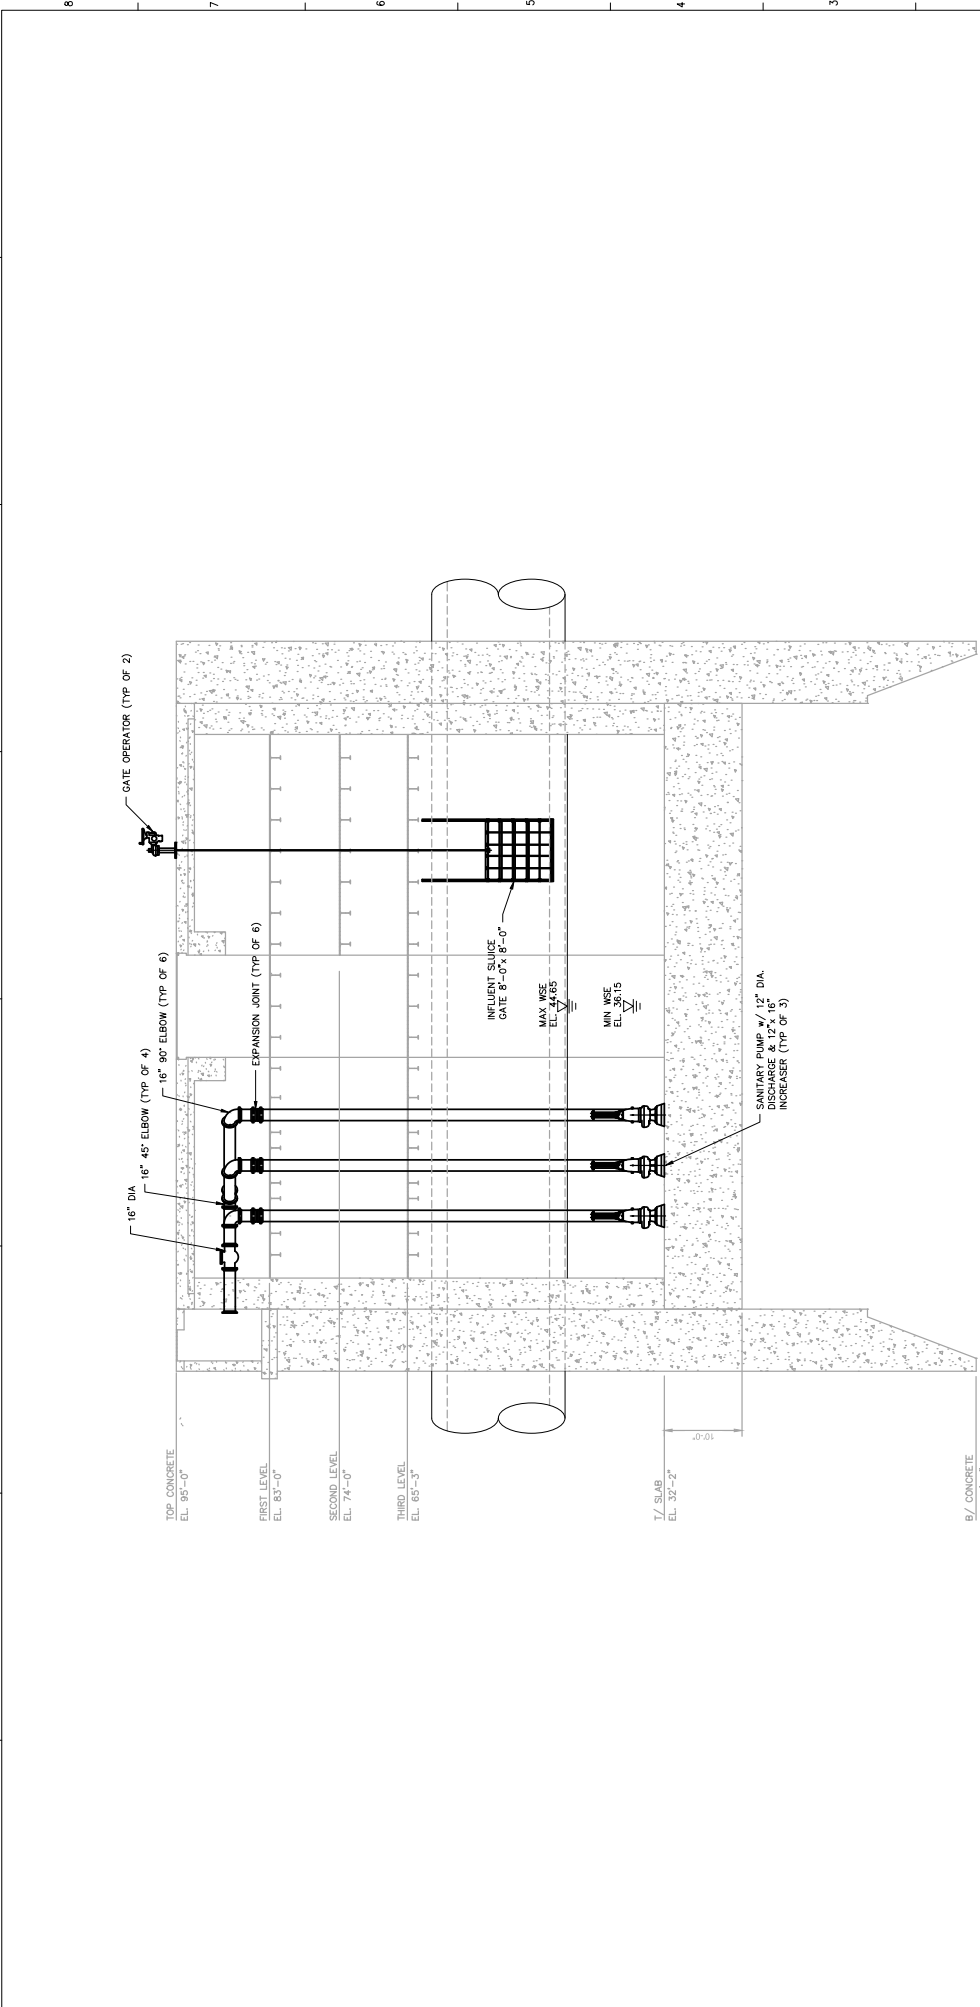 8
7
6
5
4
3
GATE OPERATOR (TYP OF 2)
16" 90° ELBOW (TYP OF 6)
16" 45° ELBOW (TYP OF 4)
16" DIA
EXPANSION JOINT (TYP OF 6)
INFLUENT SLUICE
GATE 8'-0"x 8'-0"
MAX WSE
EL. 44.65
MIN WSE
EL. 36.15
SANITARY PUMP w/ 12" DIA.
DISCHARGE & 12"x 16"
INCREASER (TYP OF 3)
TOP CONCRETE
EL. 95'-0"
FIRST LEVEL
EL. 83'-0"
SECOND LEVEL
EL. 74'-0"
THIRD LEVEL
EL. 65'-3"
T/ SLAB
EL. 32'-2"
10'-0"
B/ CONCRETE